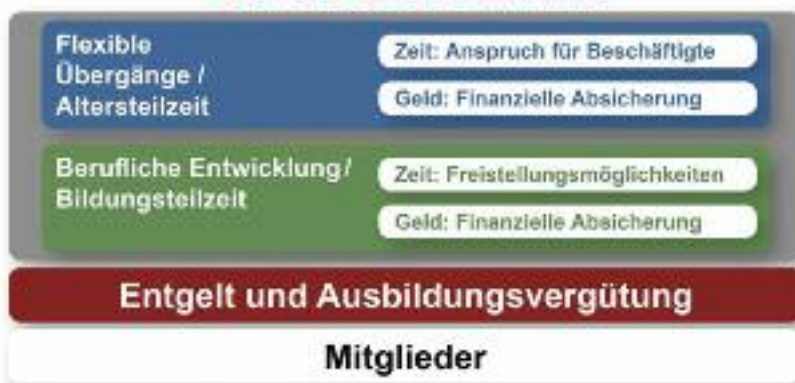 Flexible
Übergänge /
Altersteilzeit
Zeit: Anspruch für Beschäftigte
Geld: Finanzielle Absicherung
Berufliche Entwicklung/
Bildungsteilzeit
Zeit: Freistellungsmöglichkeiten
Geld: Finanzielle Absicherung
Entgelt und Ausbildungsvergütung
Mitglieder